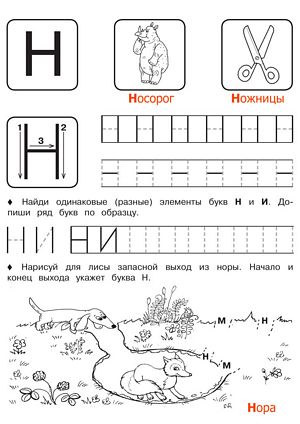 Н
Носорог
Ножницы
1 3 2
Н
♦ Найди одинаковые (разные) элементы букв Н и И. До-
пиши ряд букв по образцу.
Н И Н И
♦ Нарисуй для лисы запасной выход из норы. Начало и
конец выхода укажет буква Н.
М Н
Н
М
Нора